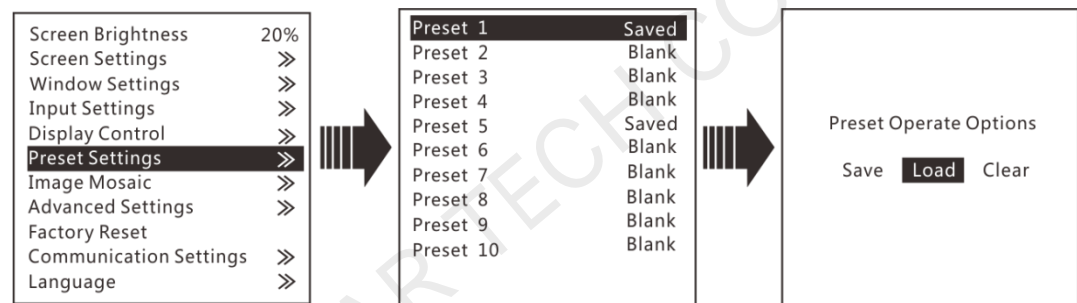 Screen Brightness 20%
Screen Settings ≫
Window Settings ≫
Input Settings ≫
Display Control ≫
Preset Settings ≫
Image Mosaic ≫
Advanced Settings ≫
Factory Reset
Communication Settings ≫
Language ≫
Preset 1 Saved
Preset 2 Blank
Preset 3 Blank
Preset 4 Blank
Preset 5 Saved
Preset 6 Blank
Preset 7 Blank
Preset 8 Blank
Preset 9 Blank
Preset 10 Blank
Preset Operate Options
Save Load Clear